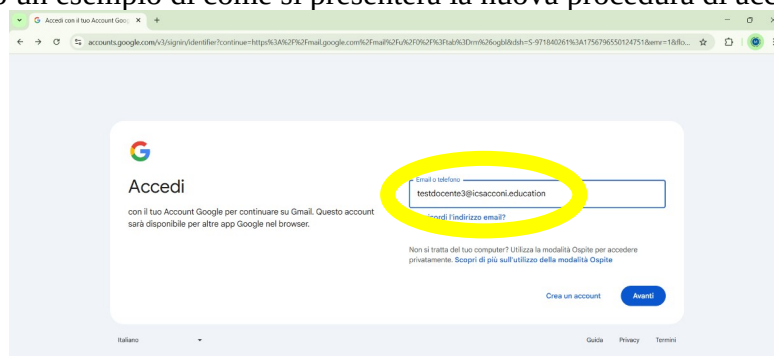 un esempio di come si presenterà la nuova procedura di
Accedi con il tuo Account Goo
accounts.google.com/v3/signin/identifier?continue=https%3A%2F%2Fmail.google.com%2Fmail%2Fu%2F0%2F%3Ftab%3Drm%26ogbl&dsh=S-971840261%3A1756796550124751&emr=1&flo...
G
Accedi
con il tuo Account Google per continuare su Gmail. Questo account
sarà disponibile per altre app Google nel browser.
Email o telefono
testdocente3@icsacconi.education
ricordi l'indirizzo email?
Non si tratta del tuo computer? Utilizza la modalità Ospite per accedere
privatamente. Scopri di più sull'utilizzo della modalità Ospite
Crea un account
Avanti
Italiano
Guida
Privacy
Termini